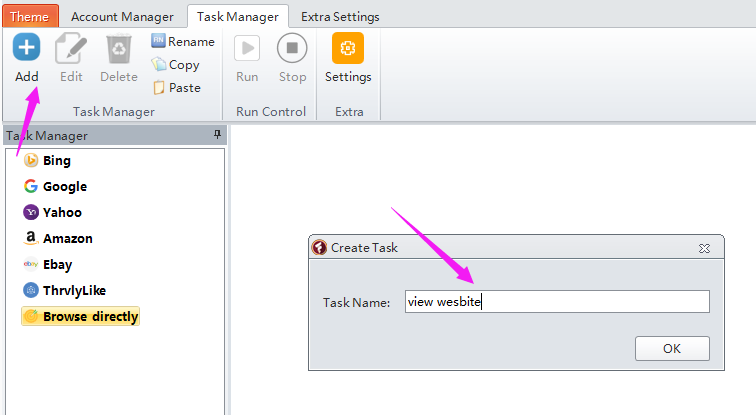 Theme Account Manager Task Manager Extra Settings
Rename
Copy
Paste
Add Edit Delete Run Stop Settings
Task Manager Run Control Extra
Task Manager
Bing
Google
Yahoo
Amazon
Ebay
ThrvlyLike
Browse directly
Create Task
Task Name: view wesbite
OK